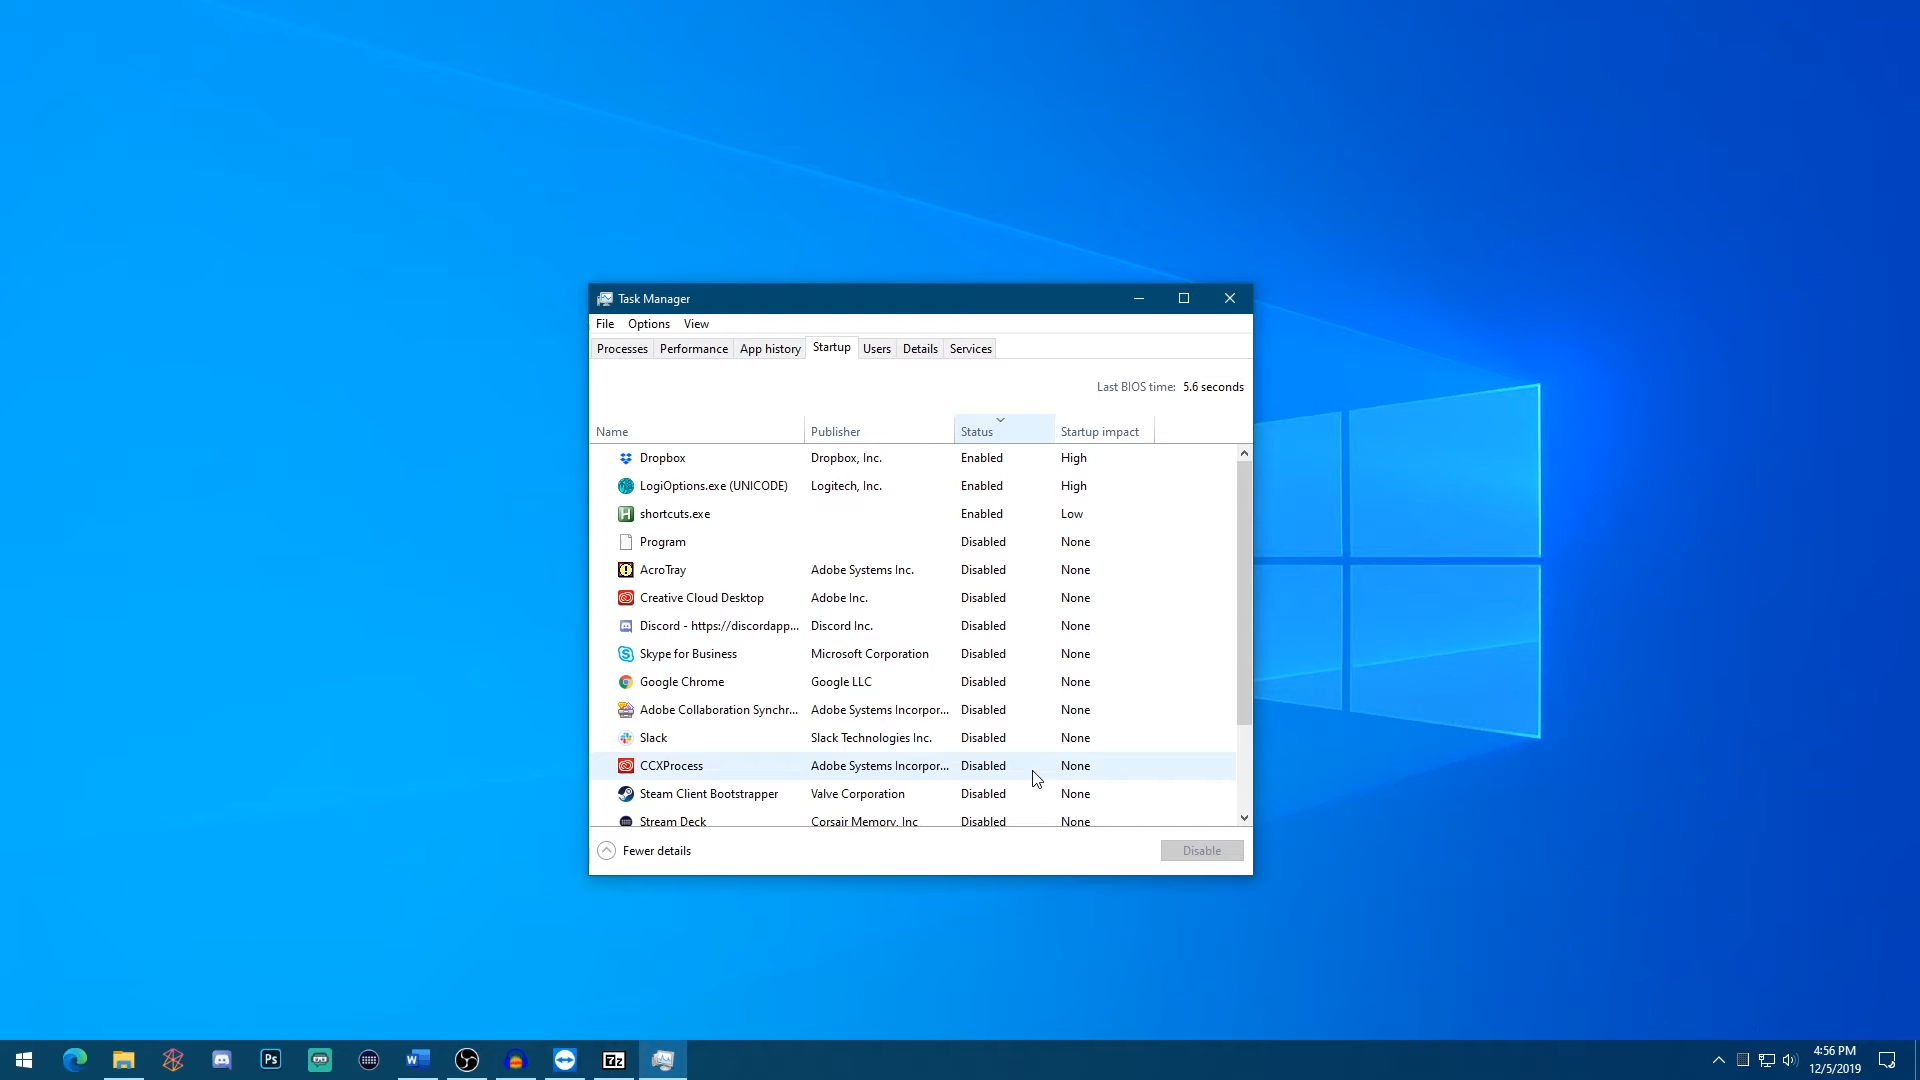 Task Manager
File Options View
Processes Performance App history Startup Users Details Services
Last BIOS time: 5.6 seconds
Name Publisher Status Startup impact
Dropbox Dropbox, Inc. Enabled High
LogiOptions.exe (UNICODE) Logitech, Inc. Enabled High
shortcuts.exe Enabled Low
Program Disabled None
AcroTray Adobe Systems Inc. Disabled None
Creative Cloud Desktop Adobe Inc. Disabled None
Discord - https://discordapp... Discord Inc. Disabled None
Skype for Business Microsoft Corporation Disabled None
Google Chrome Google LLC Disabled None
Adobe Collaboration Synchr... Adobe Systems Incorpor... Disabled None
Slack Slack Technologies Inc. Disabled None
CCXProcess Adobe Systems Incorpor... Disabled None
Steam Client Bootstrapper Valve Corporation Disabled None
Stream Deck Corsair Memory, Inc Disabled None
Fewer details Disable
Ps W 7z 4:56 PM
12/5/2019